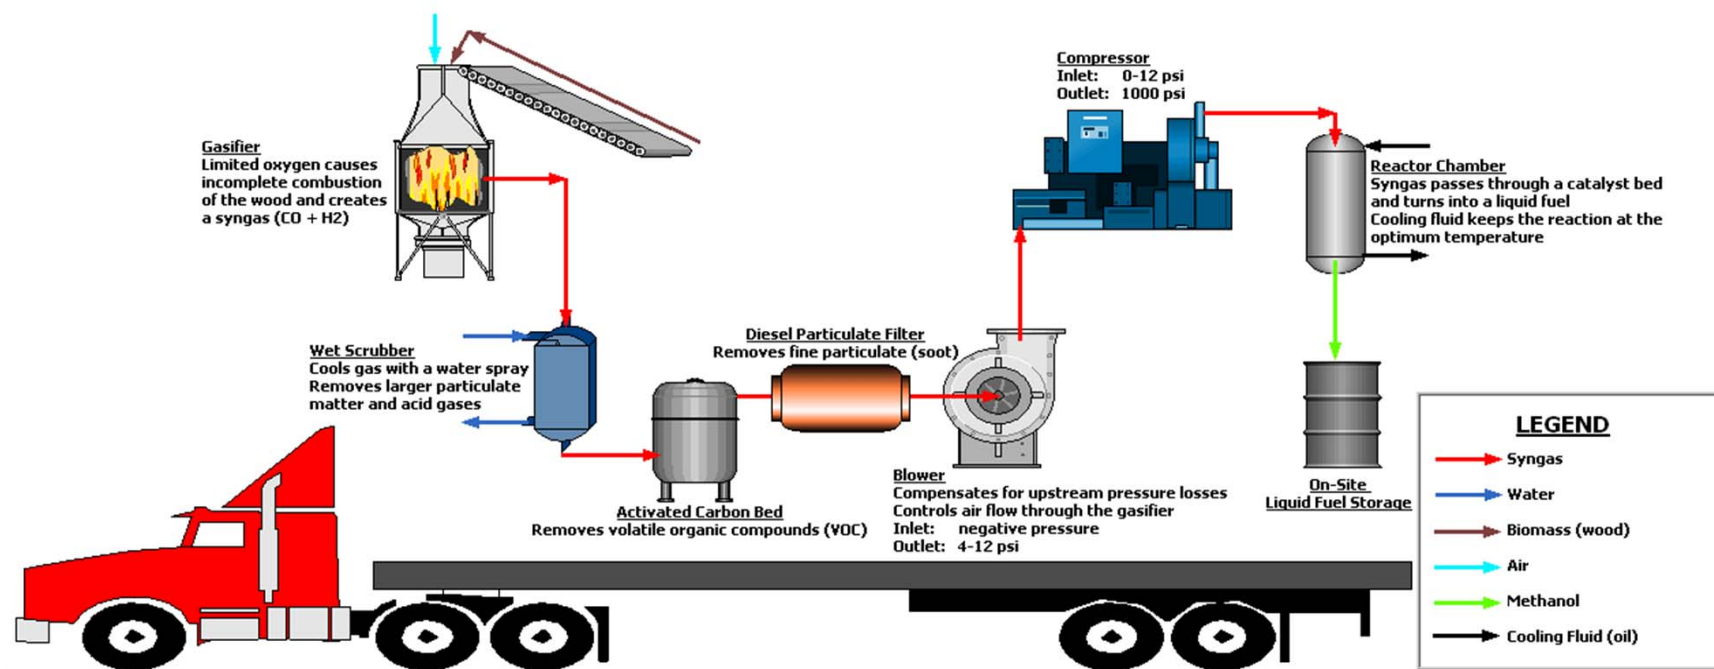 Compressor
Inlet: 0-12 psi
Outlet: 1000 psi
Gasifier
Limited oxygen causes
incomplete combustion
of the wood and creates
a syngas (CO + H2)
Reactor Chamber
Syngas passes through a catalyst bed
and turns into a liquid fuel
Cooling fluid keeps the reaction at the
optimum temperature
Wet Scrubber
Cools gas with a water spray
Removes larger particulate
matter and acid gases
Diesel Particulate Filter
Removes fine particulate (soot)
Activated Carbon Bed
Removes volatile organic compounds (VOC)
Blower
Compensates for upstream pressure losses
Controls air flow through the gasifier
Inlet: negative pressure
Outlet: 4-12 psi
On-Site
Liquid Fuel Storage
LEGEND
Syngas
Water
Biomass (wood)
Air
Methanol
Cooling Fluid (oil)